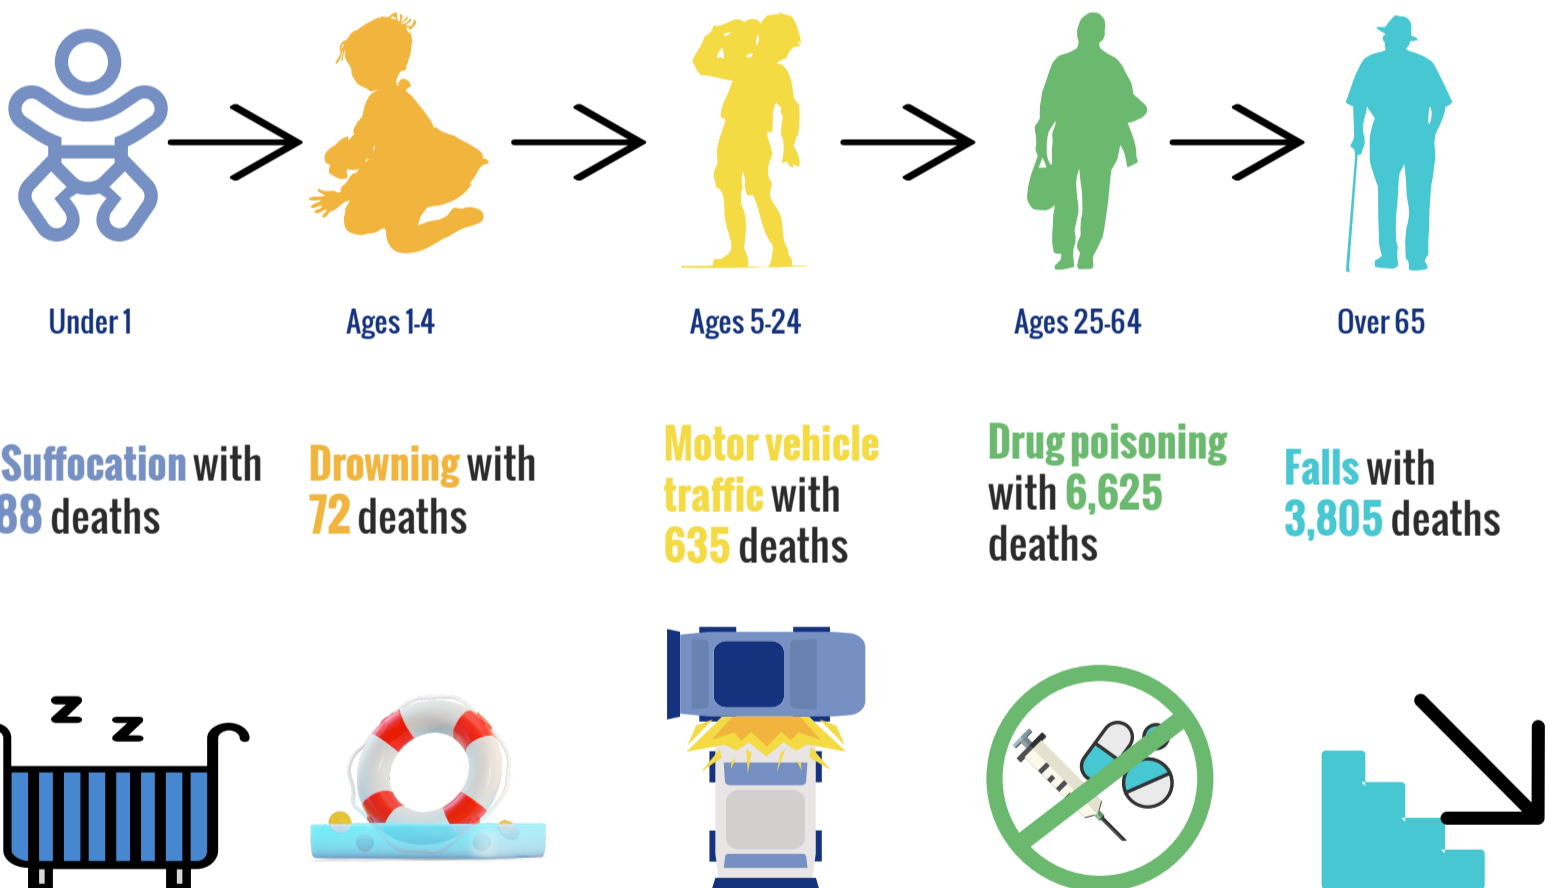 Under 1
Ages 1-4
Ages 5-24
Ages 25-64
Over 65
Suffocation with
88 deaths
Drowning with
72 deaths
Motor vehicle
traffic with
635 deaths
Drug poisoning
with 6,625
deaths
Falls with
3,805 deaths
z
z